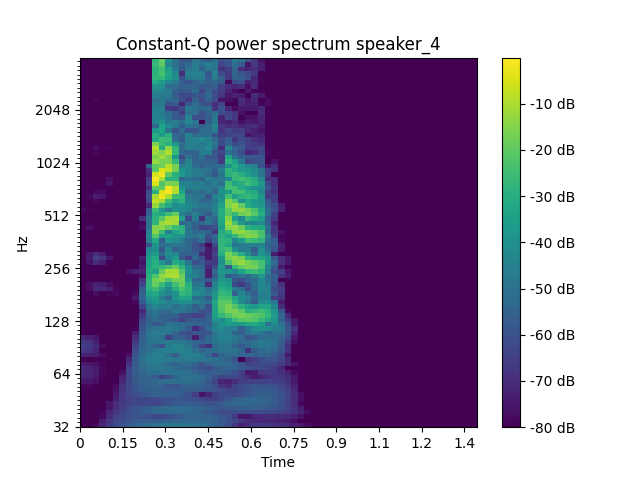 Constant-Q power spectrum speaker_4
Hz
2048
1024
512
256
128
64
32
0 0.15 0.3 0.45 0.6 0.75 0.9 1.1 1.2 1.4
Time
-10 dB
-20 dB
-30 dB
-40 dB
-50 dB
-60 dB
-70 dB
-80 dB